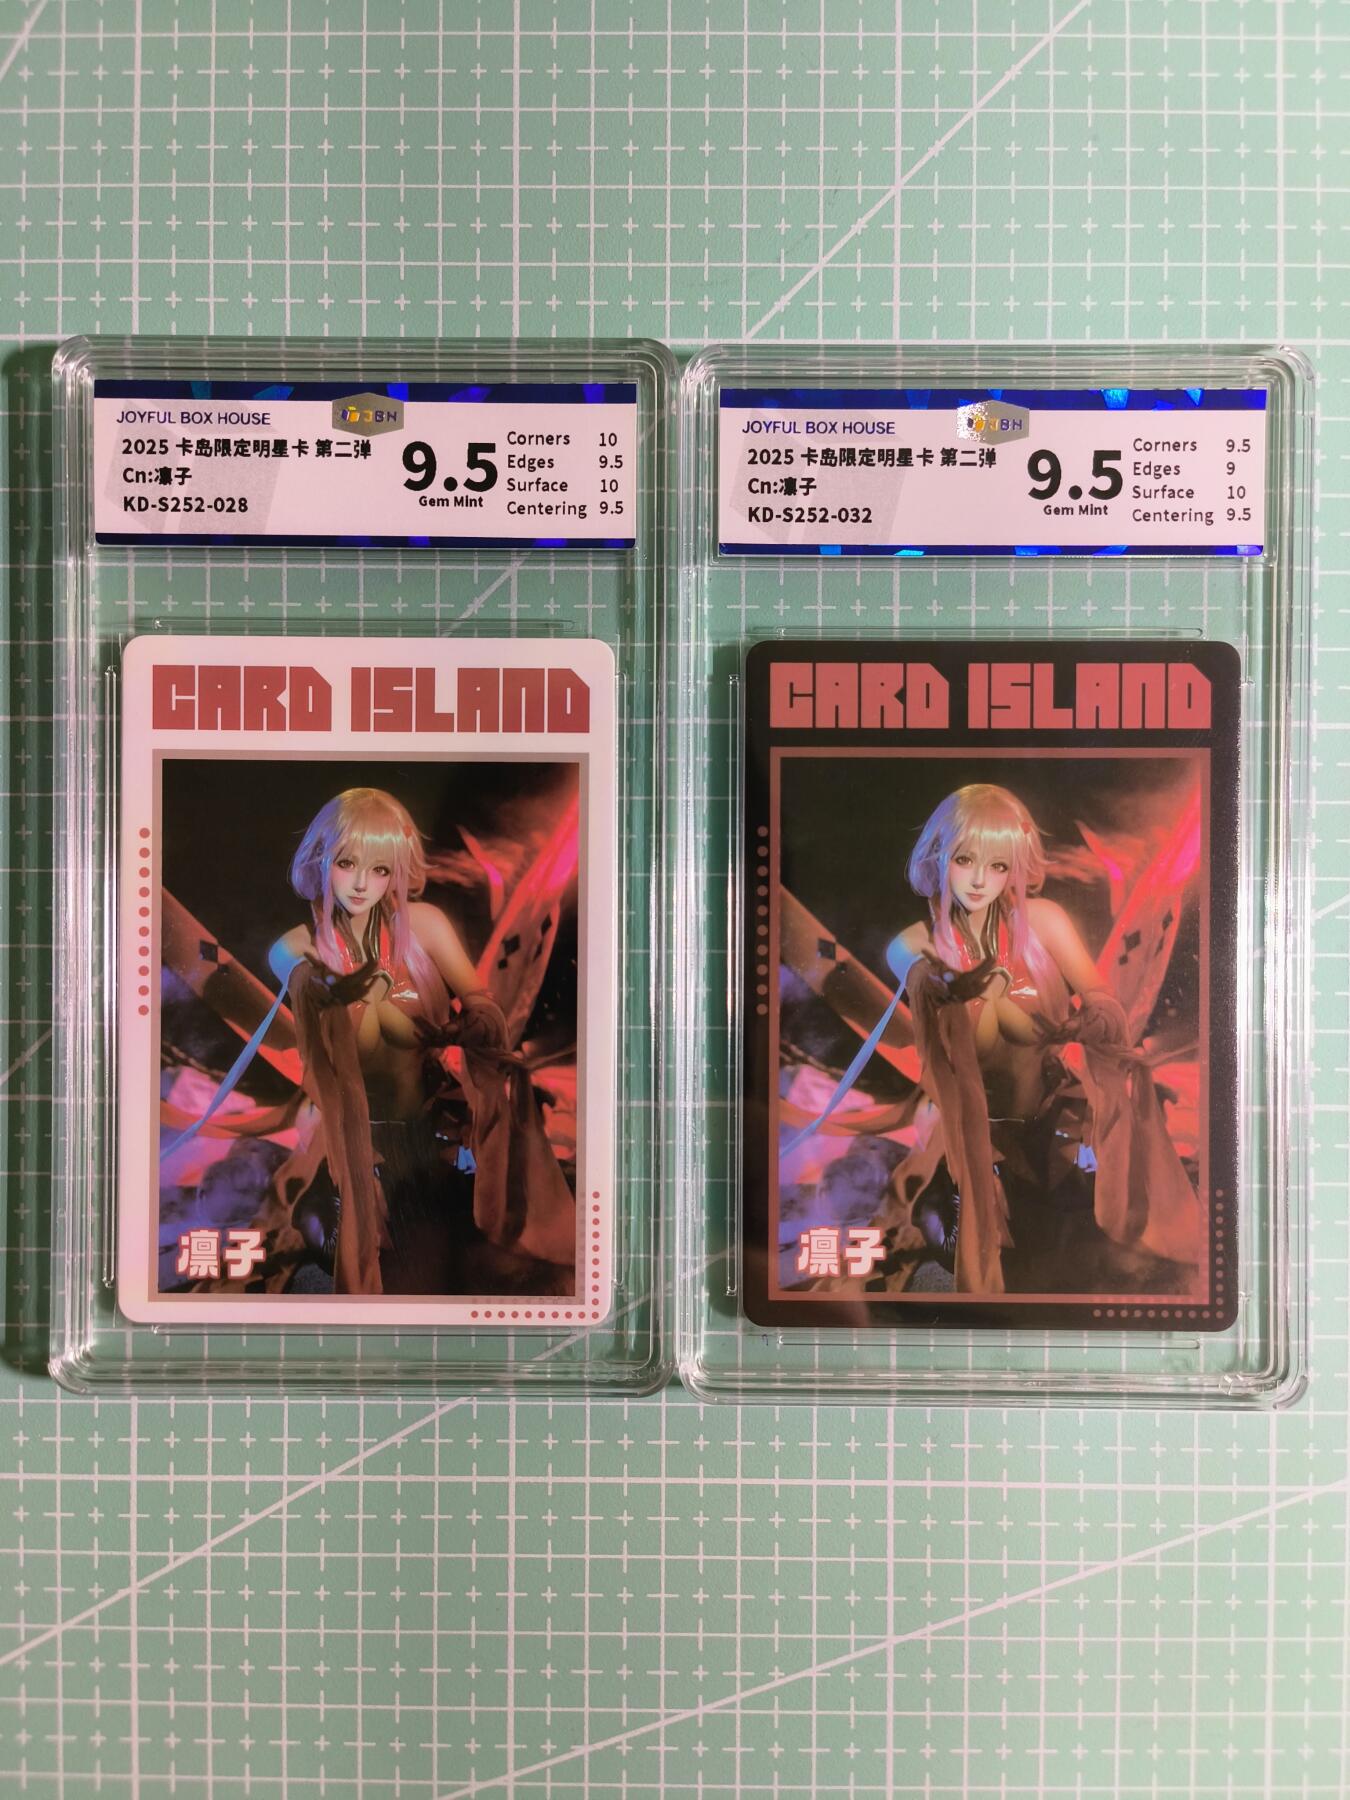 JOYFUL BOX HOUSE
JBH
2025 卡岛限定明星卡 第二弹
Cn:凛子
KD-S252-028
9.5
Gem Mint
Corners 10
Edges 9.5
Surface 10
Centering 9.5
CARD ISLAND
凛子
JOYFUL BOX HOUSE
JBH
2025 卡岛限定明星卡 第二弹
Cn:凛子
KD-S252-032
9.5
Gem Mint
Corners 9.5
Edges 9
Surface 10
Centering 9.5
CARD ISLAND
凛子